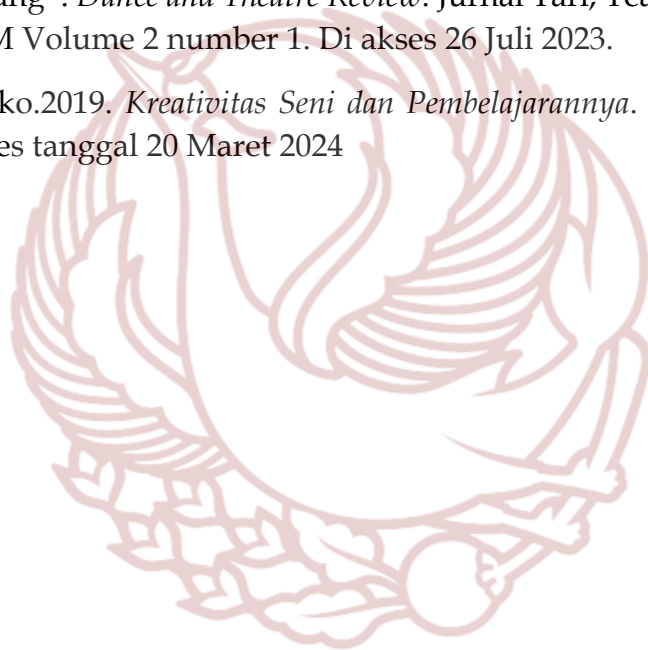 ung". Dance and Theatre Review. Jurnal Tari, Tea
M Volume 2 number 1. Di akses 26 Juli 2023.
ko.2019. Kreativitas Seni dan Pembelajarannya.
es tanggal 20 Maret 2024